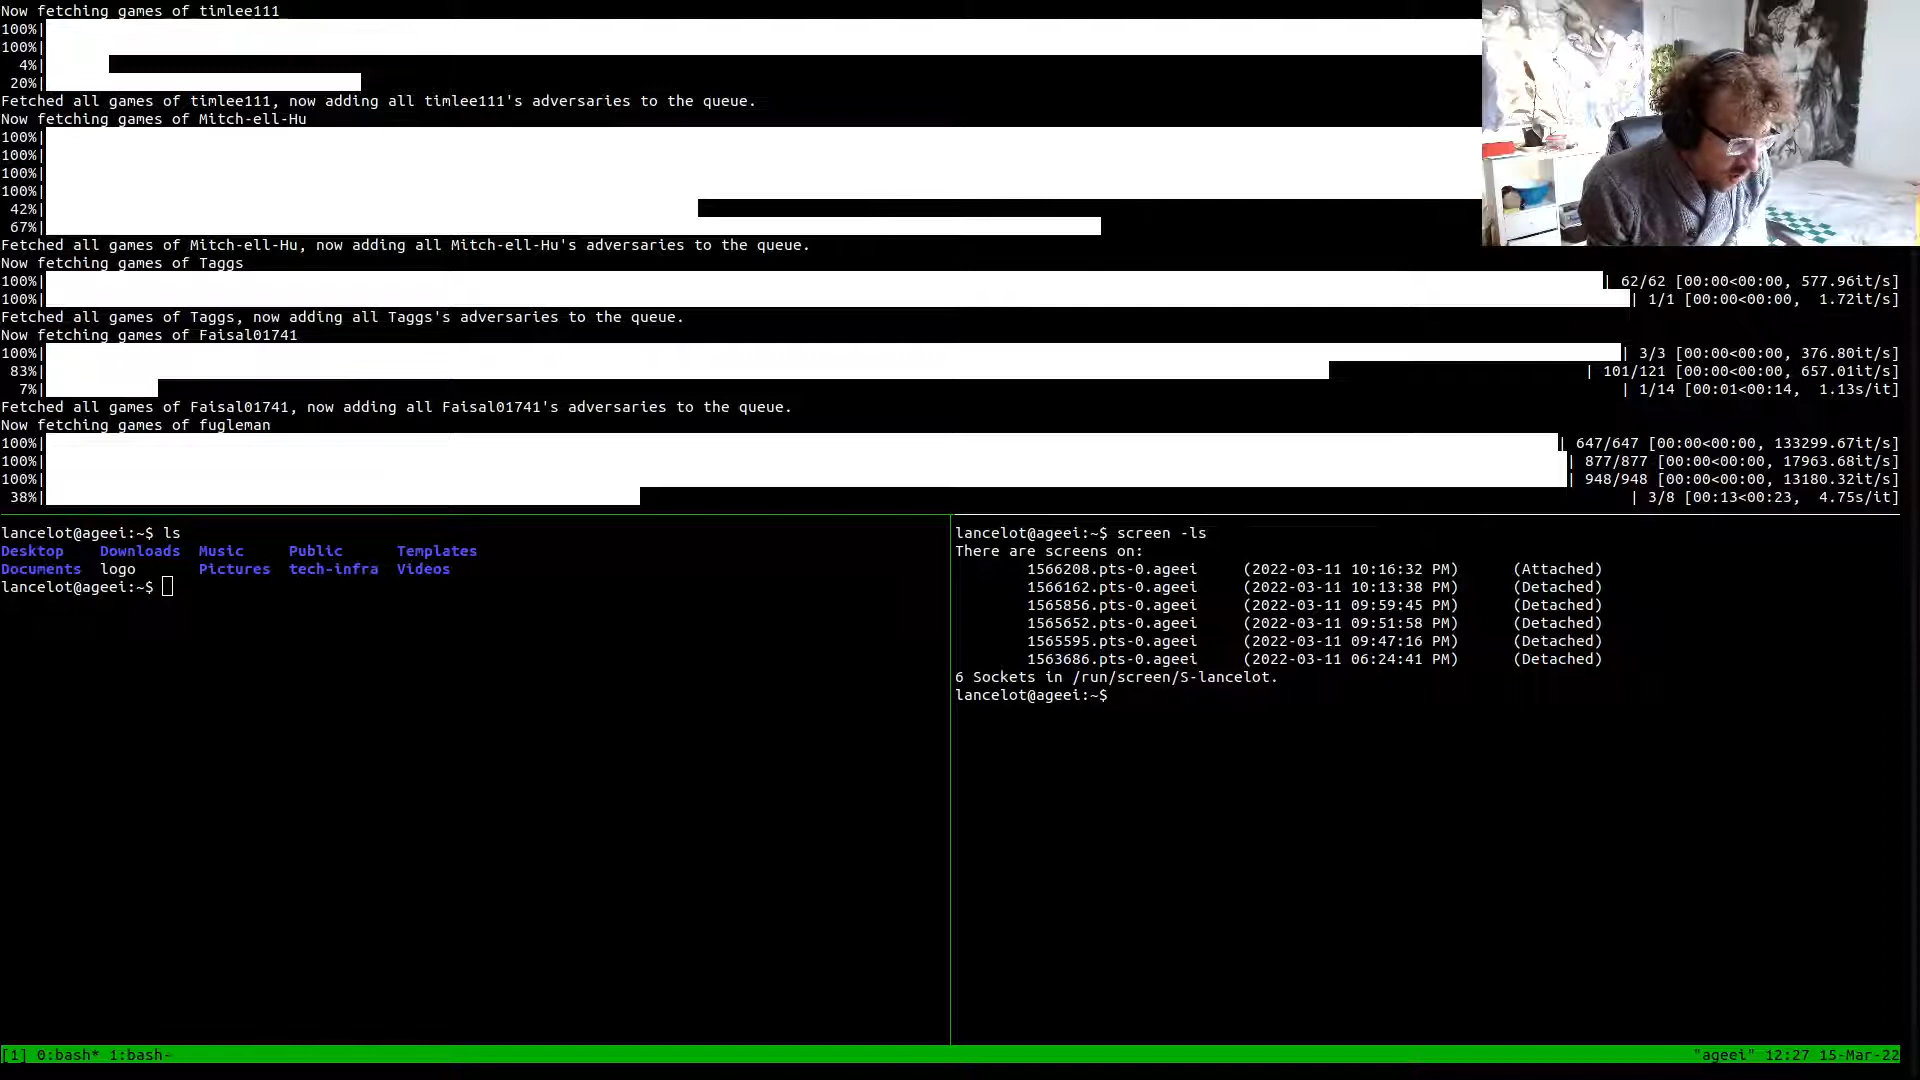 Now fetching games of timlee111
100%|
100%|
4%|
20%|
Fetched all games of timlee111, now adding all timlee111's adversaries to the queue.
Now fetching games of Mitch-ell-Hu
100%|
100%|
100%|
100%|
42%|
67%|
Fetched all games of Mitch-ell-Hu, now adding all Mitch-ell-Hu's adversaries to the queue.
Now fetching games of Taggs
100%| | 62/62 [00:00<00:00, 577.96it/s]
100%| | 1/1 [00:00<00:00, 1.72it/s]
Fetched all games of Taggs, now adding all Taggs's adversaries to the queue.
Now fetching games of Faisal01741
100%| | 3/3 [00:00<00:00, 376.80it/s]
83%| | 101/121 [00:00<00:00, 657.01it/s]
7%| | 1/14 [00:01<00:14, 1.13s/it]
Fetched all games of Faisal01741, now adding all Faisal01741's adversaries to the queue.
Now fetching games of fugleman
100%| | 647/647 [00:00<00:00, 133299.67it/s]
100%| | 877/877 [00:00<00:00, 17963.68it/s]
100%| | 948/948 [00:00<00:00, 13180.32it/s]
38%| | 3/8 [00:13<00:23, 4.75s/it]
lancelot@ageei:~$ ls
Desktop Downloads Music Public Templates
Documents logo Pictures tech-infra Videos
lancelot@ageei:~$
lancelot@ageei:~$ screen -ls
There are screens on:
1566208.pts-0.ageei (2022-03-11 10:16:32 PM) (Attached)
1566162.pts-0.ageei (2022-03-11 10:13:38 PM) (Detached)
1565856.pts-0.ageei (2022-03-11 09:59:45 PM) (Detached)
1565652.pts-0.ageei (2022-03-11 09:51:58 PM) (Detached)
1565595.pts-0.ageei (2022-03-11 09:47:16 PM) (Detached)
1563686.pts-0.ageei (2022-03-11 06:24:41 PM) (Detached)
6 Sockets in /run/screen/S-lancelot.
lancelot@ageei:~$
[1] 0:bash* 1:bash- "ageei" 12:27 15-Mar-22